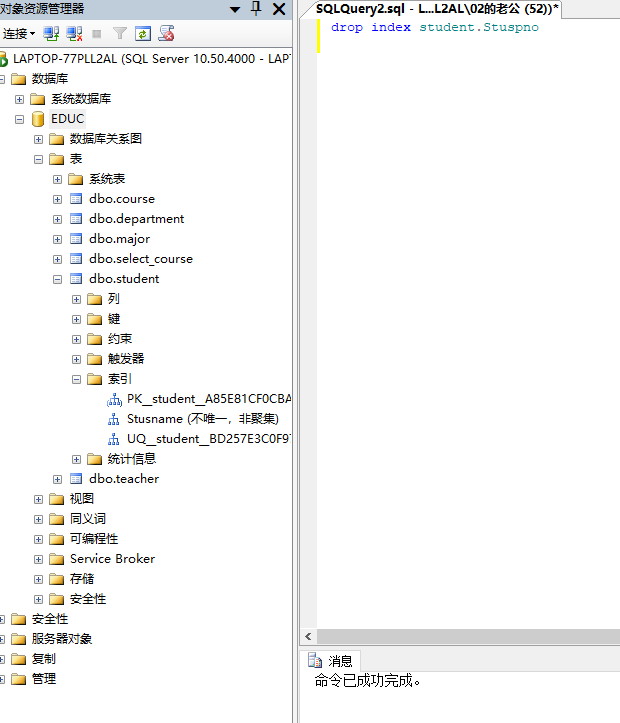 对象资源管理器
连接
LAPTOP-77PLL2AL (SQL Server 10.50.4000 - LAPT
数据库
系统数据库
EDUC
数据库关系图
表
系统表
dbo.course
dbo.department
dbo.major
dbo.select_course
dbo.student
列
键
约束
触发器
索引
PK__student__A85E81CF0CBA
Stusname (不唯一，非聚集)
UQ__student__BD257E3C0F97
统计信息
dbo.teacher
视图
同义词
可编程性
Service Broker
存储
安全性
安全性
服务器对象
复制
管理
SQLQuery2.sql - L...L2AL\02的老公 (52))*
drop index student.Stuspno
消息
命令已成功完成。